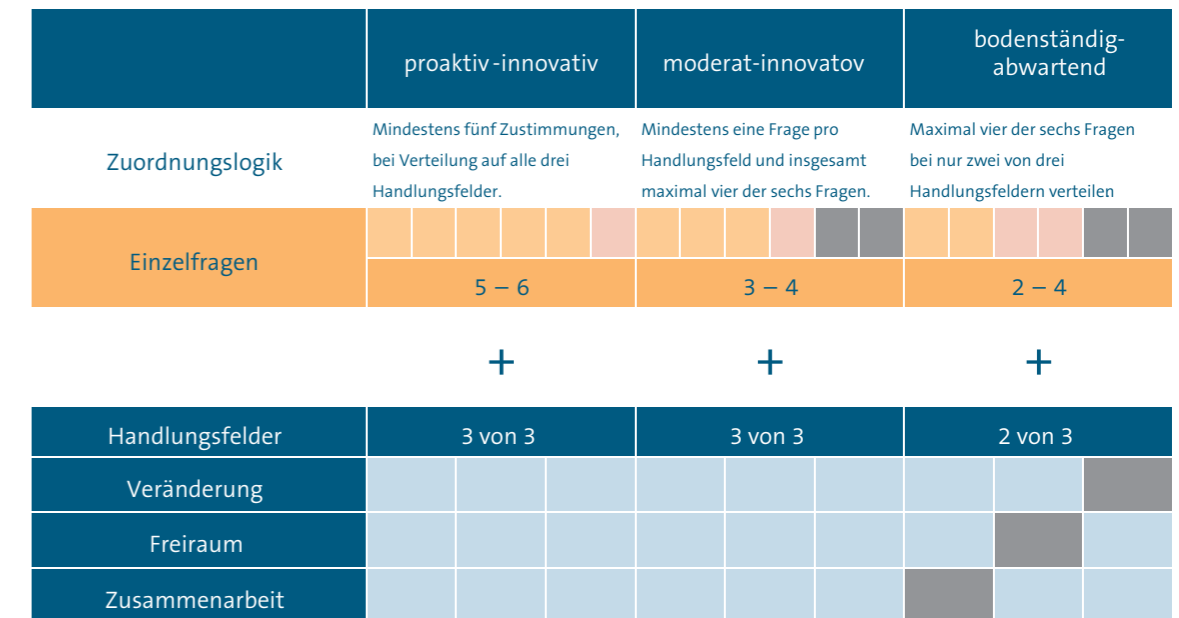 proaktiv-innovativ
moderat-innovatov
bodenständig-
abwartend
Zuordnungslogik
Mindestens fünf Zustimmungen,
bei Verteilung auf alle drei
Handlungsfelder.
Mindestens eine Frage pro
Handlungsfeld und insgesamt
maximal vier der sechs Fragen.
Maximal vier der sechs Fragen
bei nur zwei von drei
Handlungsfeldern verteilen
Einzelfragen
5 – 6
3 – 4
2 – 4
+
+
+
Handlungsfelder
3 von 3
3 von 3
2 von 3
Veränderung
Freiraum
Zusammenarbeit